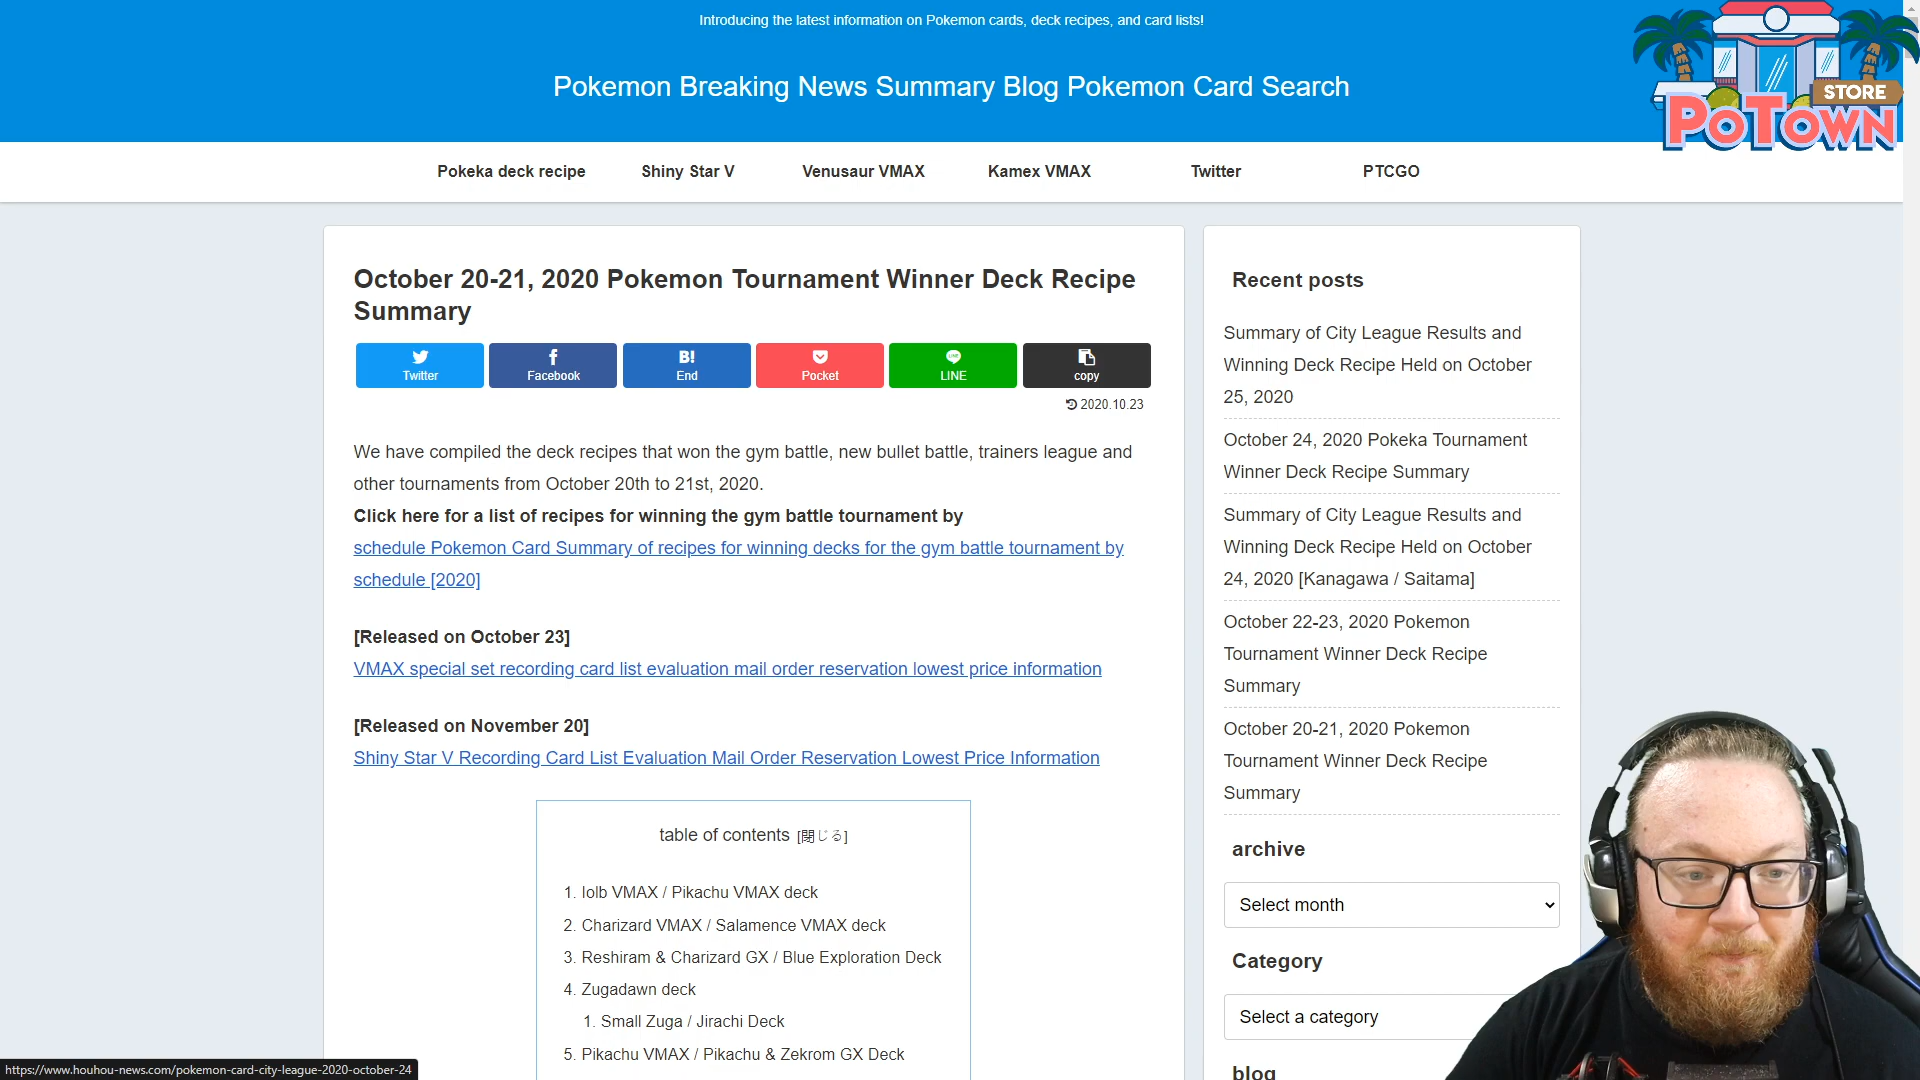 Introducing the latest information on Pokemon cards, deck recipes, and card lists!
Pokemon Breaking News Summary Blog Pokemon Card Search
STORE
PoTown
Pokeka deck recipe
Shiny Star V
Venusaur VMAX
Kamex VMAX
Twitter
PTCGO
October 20-21, 2020 Pokemon Tournament Winner Deck Recipe
Summary
Twitter
Facebook
B!
End
Pocket
LINE
copy
2020.10.23
We have compiled the deck recipes that won the gym battle, new bullet battle, trainers league and
other tournaments from October 20th to 21st, 2020.
Click here for a list of recipes for winning the gym battle tournament by
schedule Pokemon Card Summary of recipes for winning decks for the gym battle tournament by
schedule [2020]
[Released on October 23]
VMAX special set recording card list evaluation mail order reservation lowest price information
[Released on November 20]
Shiny Star V Recording Card List Evaluation Mail Order Reservation Lowest Price Information
table of contents [閉じる]
1. Iolb VMAX / Pikachu VMAX deck
2. Charizard VMAX / Salamence VMAX deck
3. Reshiram & Charizard GX / Blue Exploration Deck
4. Zugadawn deck
1. Small Zuga / Jirachi Deck
5. Pikachu VMAX / Pikachu & Zekrom GX Deck
Recent posts
Summary of City League Results and
Winning Deck Recipe Held on October
25, 2020
October 24, 2020 Pokeka Tournament
Winner Deck Recipe Summary
Summary of City League Results and
Winning Deck Recipe Held on October
24, 2020 [Kanagawa / Saitama]
October 22-23, 2020 Pokemon
Tournament Winner Deck Recipe
Summary
October 20-21, 2020 Pokemon
Tournament Winner Deck Recipe
Summary
archive
Select month
Category
Select a category
blog
https://www.houhou-news.com/pokemon-card-city-league-2020-october-24